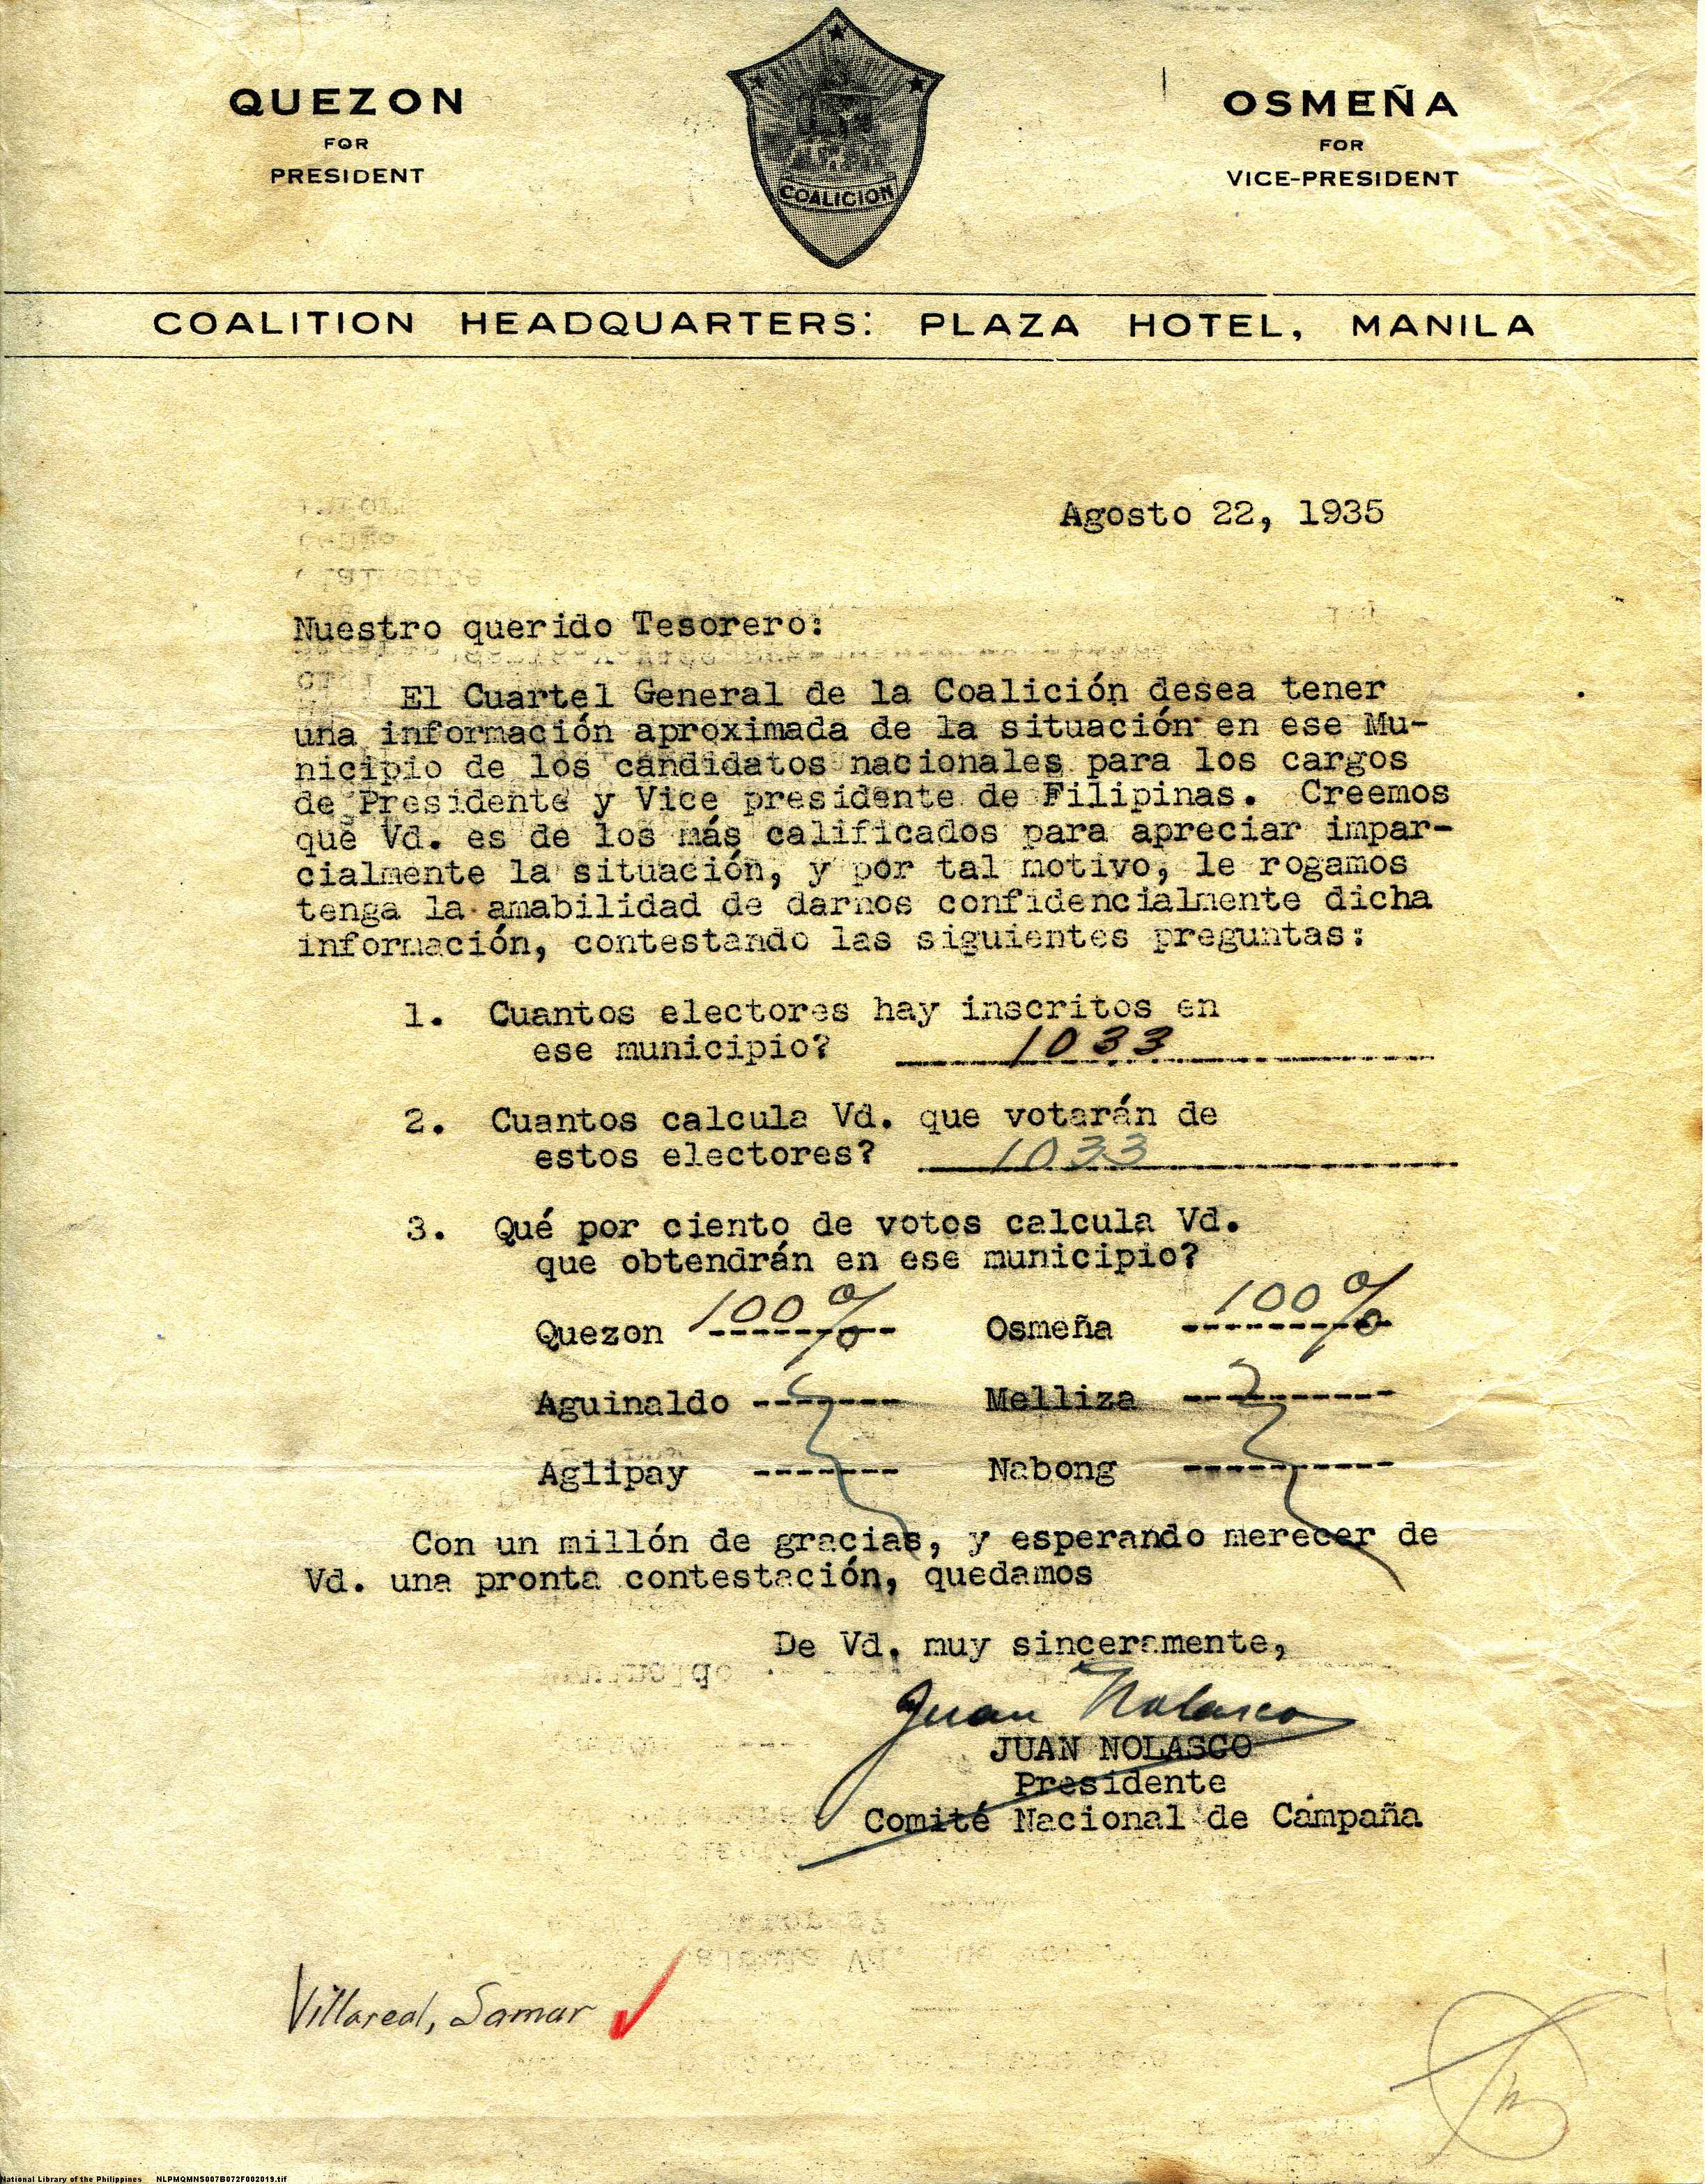 QUEZON
FOR
PRESIDENT
COALICION
OSMEÑA
FOR
VICE-PRESIDENT
COALITION HEADQUARTERS: PLAZA HOTEL, MANILA
Agosto 22, 1935
Nuestro querido Tesorero:
El Cuartel General de la Coalición desea tener
una información aproximada de la situación en ese Mu-
nicipio de los candidatos nacionales para los cargos
de Presidente y Vice presidente de Filipinas. Creemos
que Vd. es de los más calificados para apreciar impar-
cialmente la situación, y por tal motivo, le rogamos
tenga la amabilidad de darnos confidencialmente dicha
información, contestando las siguientes preguntas:
1. Cuantos electores hay inscritos en
ese municipio? 1033
2. Cuantos calcula Vd. que votarán de
estos electores? 1033
3. Qué por ciento de votos calcula Vd.
que obtendrán en ese municipio?
Quezon 100% Osmeña 100%
Aguinaldo ------- Melliza ----------
Aglipay ------- Nabong ----------
Con un millón de gracias, y esperando merecer de
Vd. una pronta contestación, quedamos
De Vd. muy sinceramente,
Juan Nolasco
JUAN NOLASCO
Presidente
Comité Nacional de Campaña
Villareal, Samar
National Library of the Philippines NLPMQMNS007B072F002019.tif